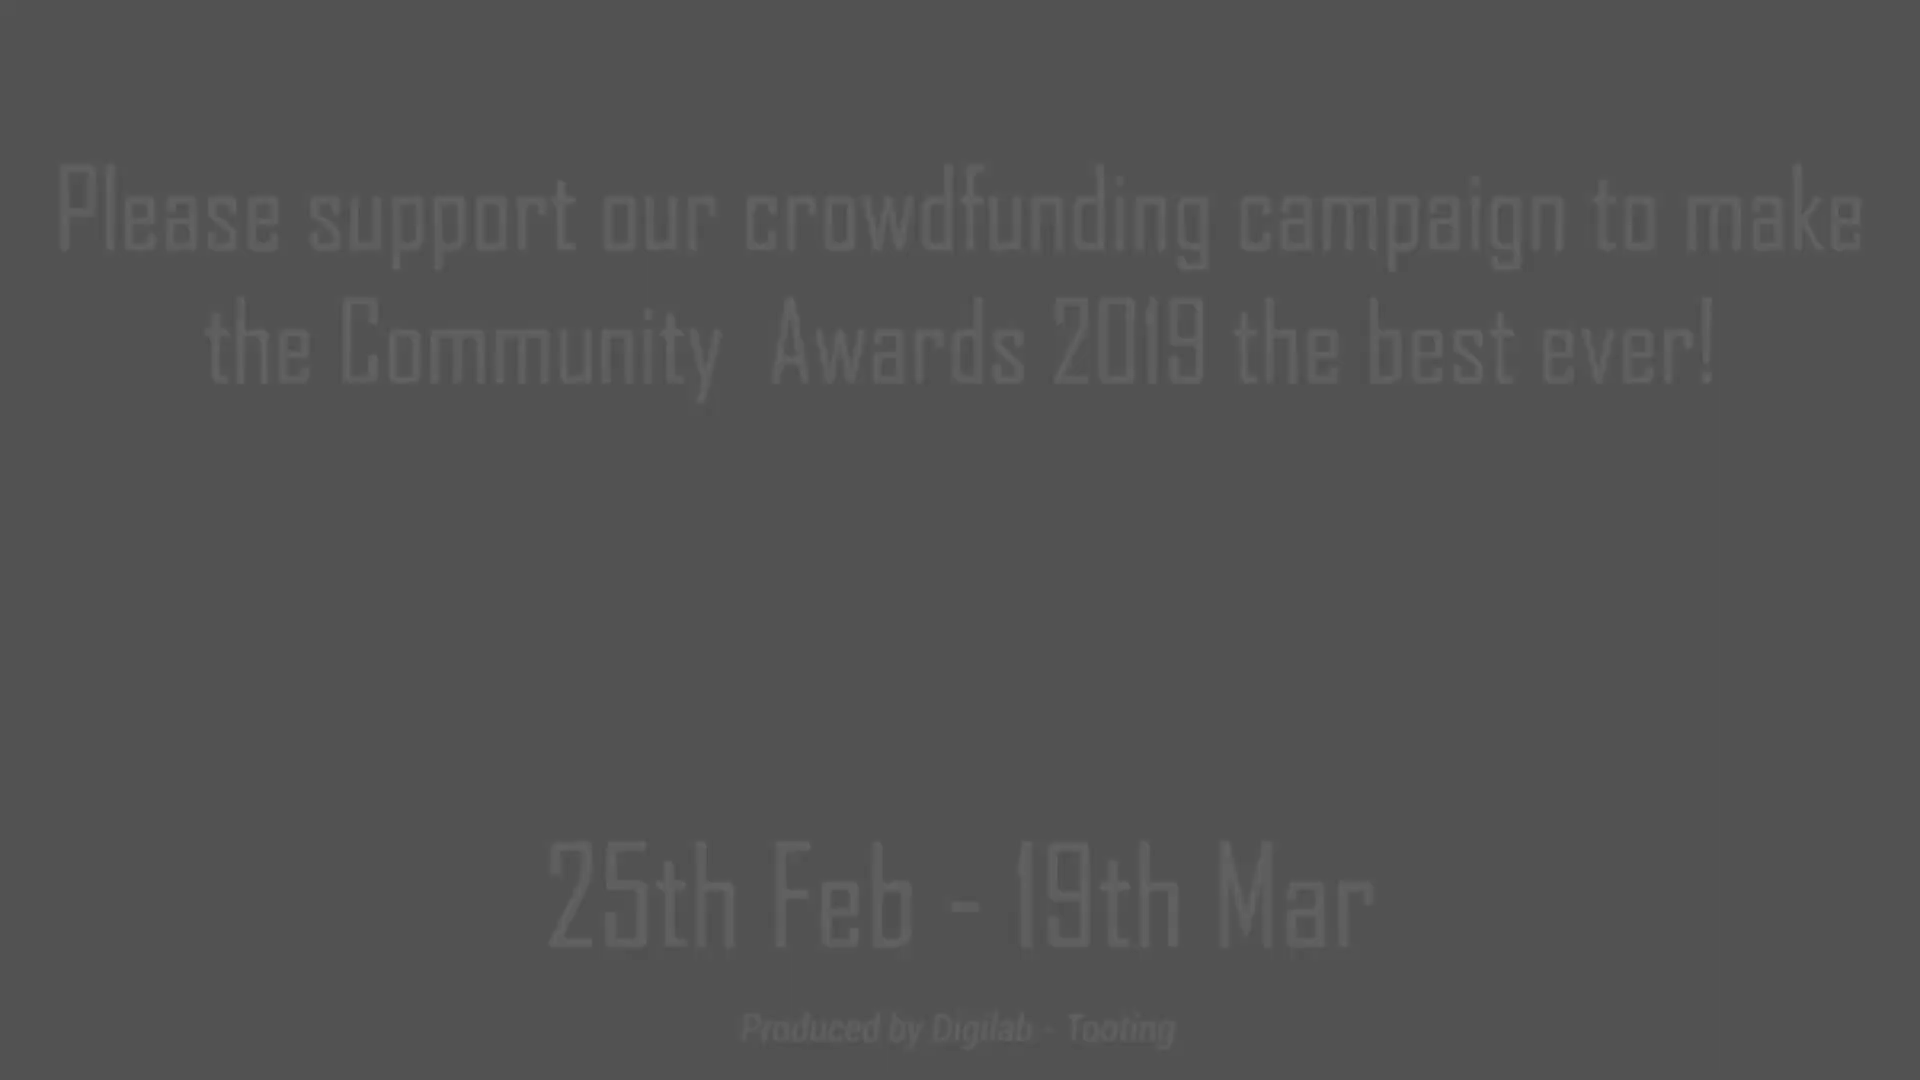 Please support our crowdfunding campaign to make
the Community Awards 2019 the best ever!
25th Feb - 19th Mar
Produced by Digilab - Tooting